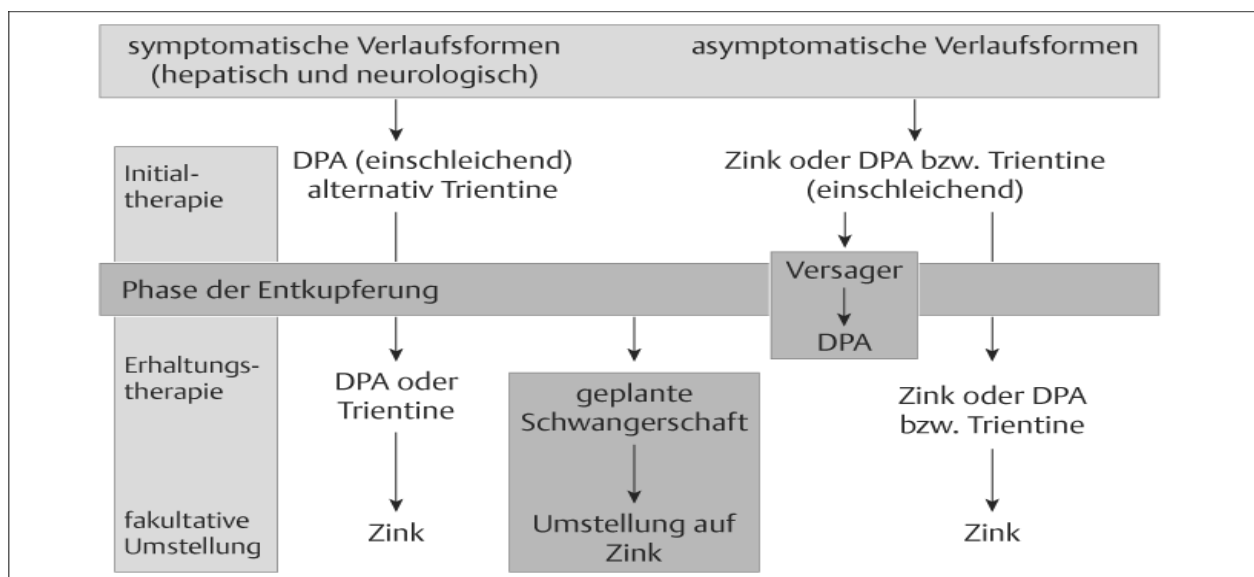 symptomatische Verlaufsformen
(hepatisch und neurologisch)
asymptomatische Verlaufsformen
Initial-
therapie
DPA (einschleichend)
alternativ Trientine
Zink oder DPA bzw. Trientine
(einschleichend)
Phase der Entkupferung
Versager
DPA
Erhaltungs-
therapie
DPA oder
Trientine
geplante
Schwangerschaft
Zink oder DPA
bzw. Trientine
fakultative
Umstellung
Zink
Umstellung auf
Zink
Zink